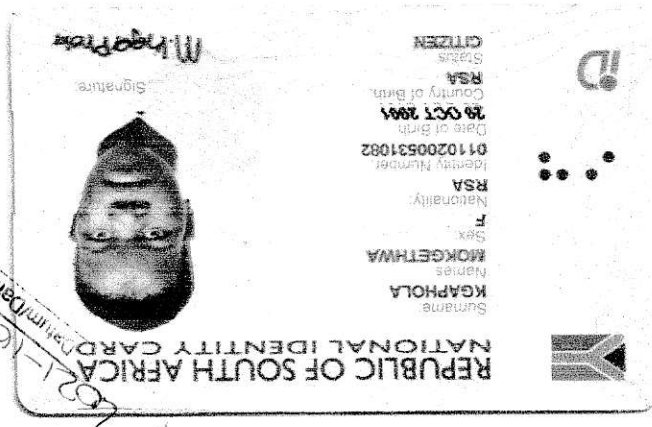 REPUBLIC OF SOUTH AFRICA
NATIONAL IDENTITY CARD
Surname
KGAPHOLA
Names
MOKGETHWA
Sex
F
Nationality
RSA
Identity Number
0110200531082
Date of Birth
20 OCT 2001
Country of Birth
RSA
Status
CITIZEN
Signature
iD